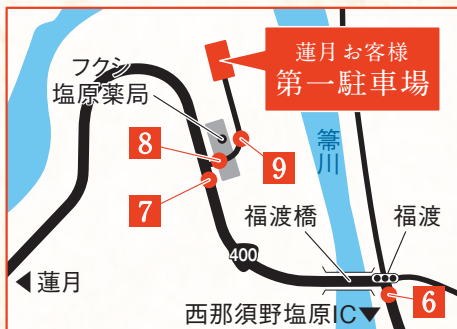 蓮月お客様
第一駐車場
フクシ
塩原薬局
箒川
8
9
7
福渡橋
福渡
400
◀蓮月
6
西那須野塩原IC▼